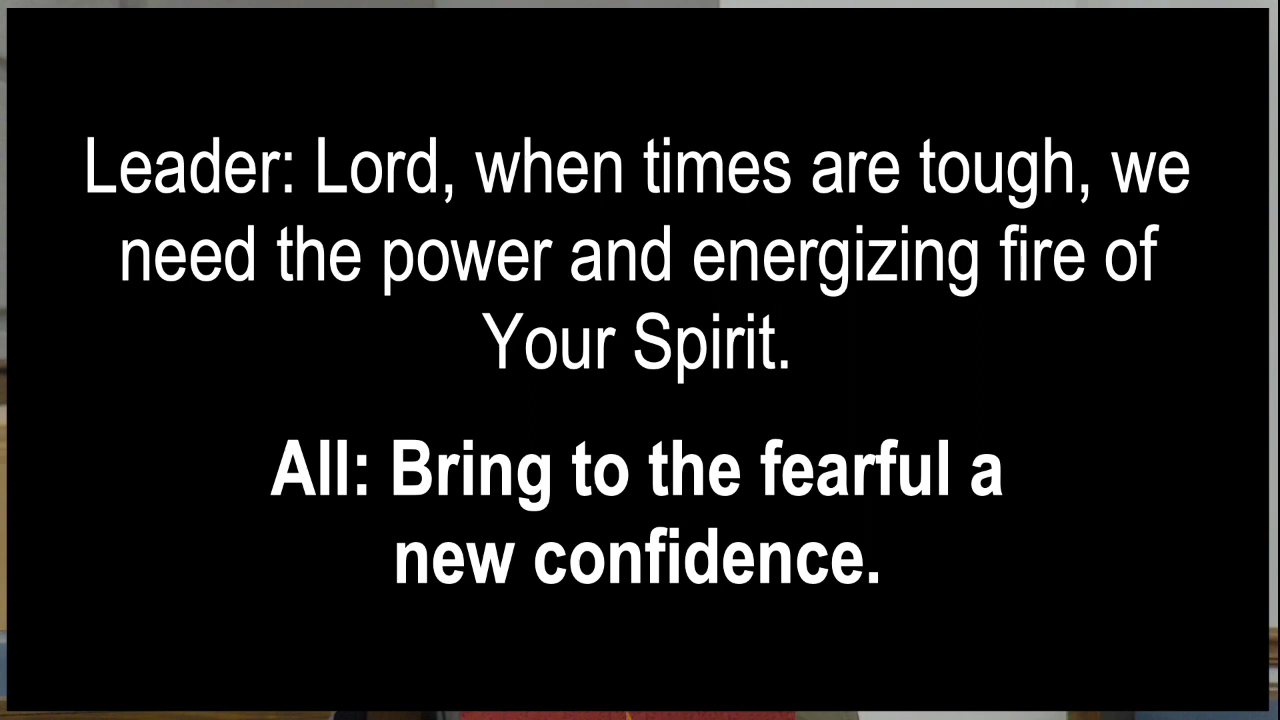 Leader: Lord, when times are tough, we
need the power and energizing fire of
Your Spirit.
All: Bring to the fearful a
new confidence.